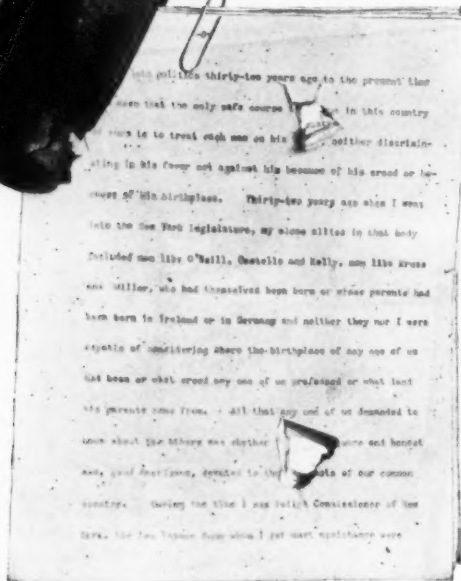 politics thirty-two years ago to the present time
been that the only safe course in this country
is to treat each man on his neither discrimin-
ating in his favor not against him because of his creed or be-
cause of his birthplace. Thirty-two years ago when I went
into the New York legislature, my close allies in that body
included men like O'Neill, Costello and Kelly, men like Kruse
and Miller, who had themselves been born or whose parents had
been born in Ireland or in Germany and neither they nor I were
capable of considering where the birthplace of any one of us
had been or what creed any one of us professed or what land
his parents came from. All that any one of us demanded to
know about the others was whether and honest
men, good Americans, devoted to the of our common
country. During the time I was Police Commissioner of New
York, the two whom I got most assistance were